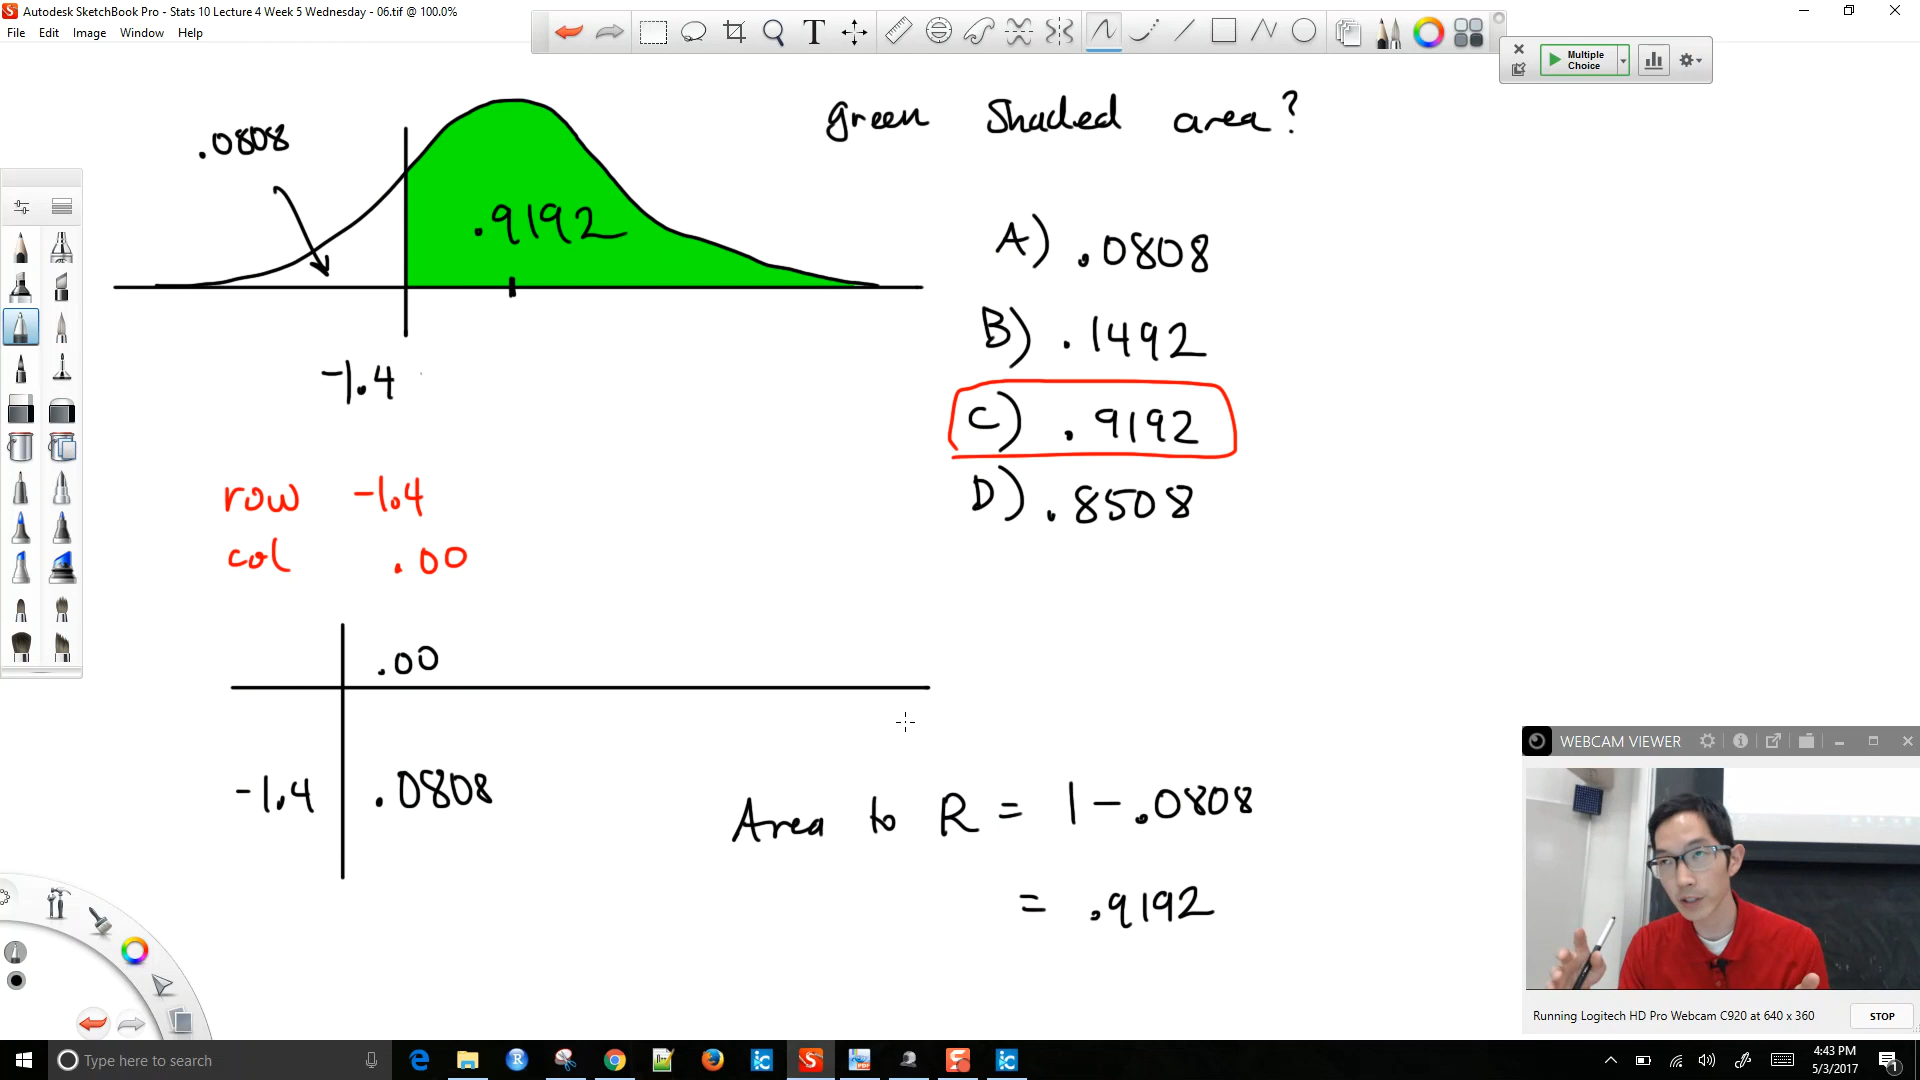 Autodesk SketchBook Pro - Stats 10 Lecture 4 Week 5 Wednesday - 06.tif @ 100.0%
File Edit Image Window Help
Multiple
Choice
green shaded area?
.0808
.9192
-1.4
A) .0808
B) .1492
C) .9192
D) .8508
row -1.4
col .00
.00
-1.4 .0808
Area to R = 1 - .0808
= .9192
WEBCAM VIEWER
Running Logitech HD Pro Webcam C920 at 640 x 360
STOP
Type here to search
4:43 PM
5/3/2017